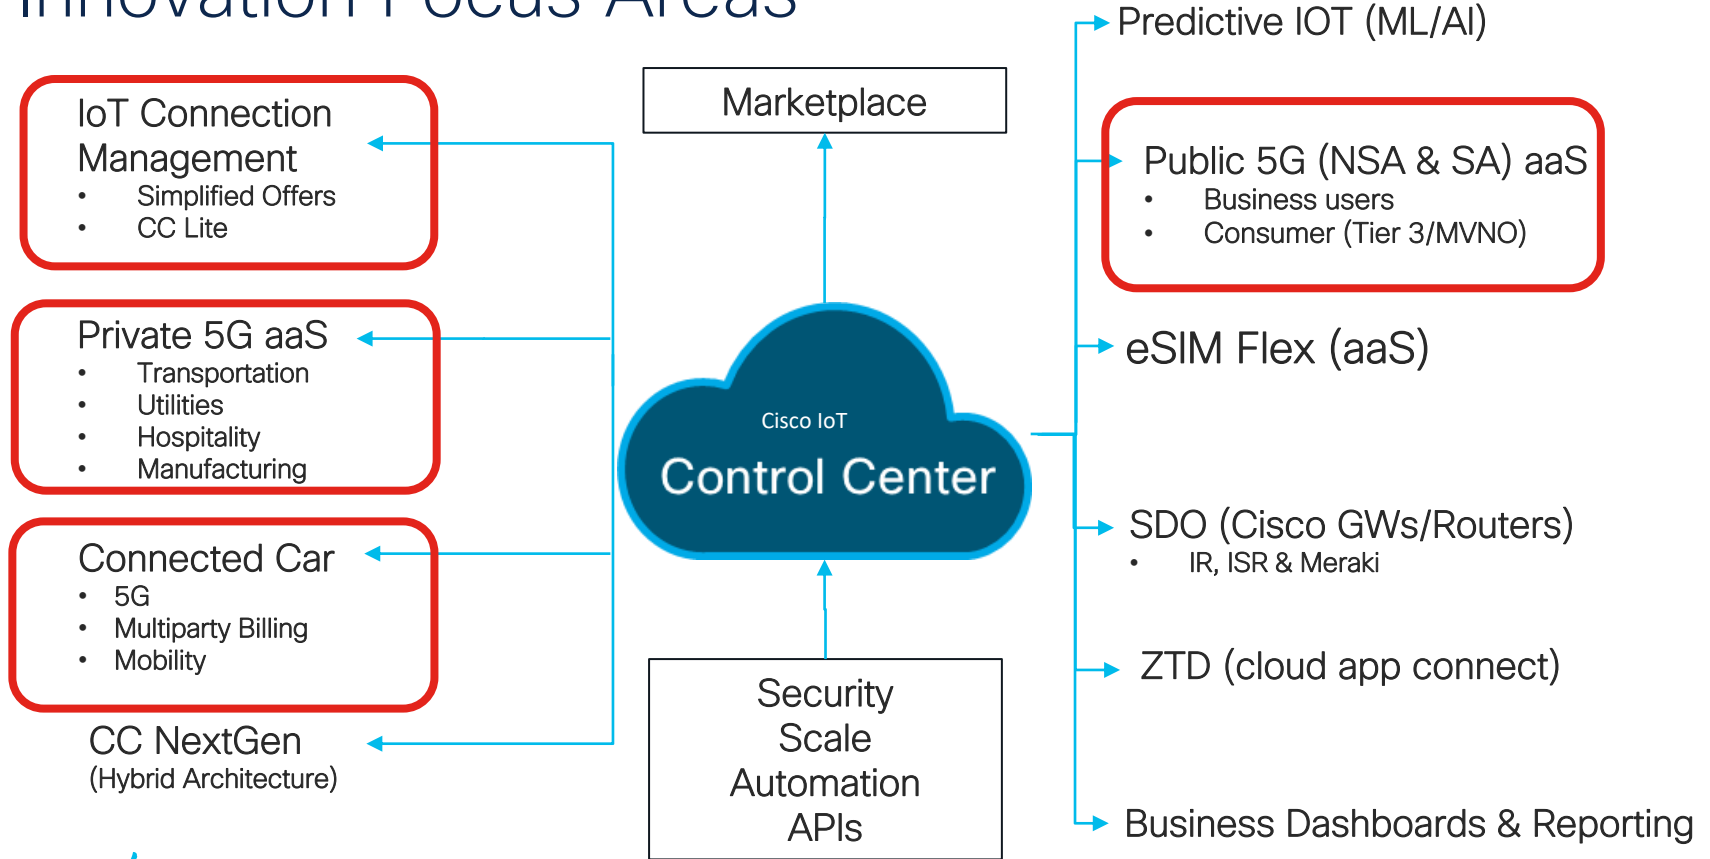 Innovation Focus Areas
IoT Connection
Management
• Simplified Offers
• CC Lite
Private 5G aaS
• Transportation
• Utilities
• Hospitality
• Manufacturing
Connected Car
• 5G
• Multiparty Billing
• Mobility
CC NextGen
(Hybrid Architecture)
Marketplace
Cisco IoT
Control Center
Security
Scale
Automation
APIs
Predictive IOT (ML/AI)
Public 5G (NSA & SA) aaS
• Business users
• Consumer (Tier 3/MVNO)
eSIM Flex (aaS)
SDO (Cisco GWs/Routers)
• IR, ISR & Meraki
ZTD (cloud app connect)
Business Dashboards & Reporting